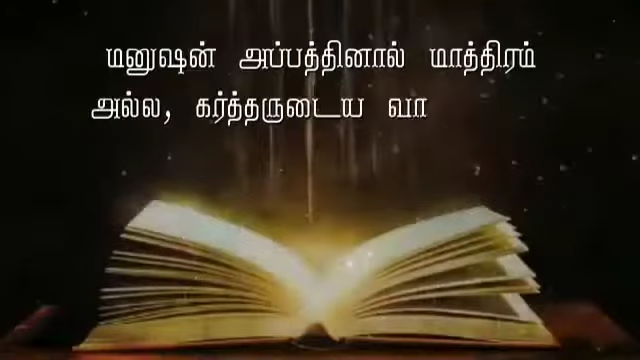 மனுஷன் அப்பத்தினால் மாத்திரம்
அல்ல, கர்த்தருடைய வா